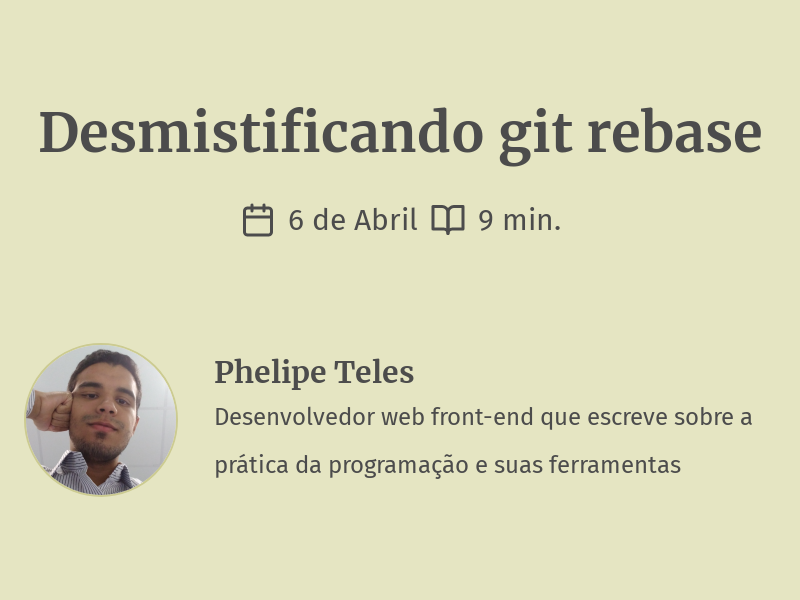 Desmistificando git rebase
6 de Abril 9 min.
Phelipe Teles
Desenvolvedor web front-end que escreve sobre a
prática da programação e suas ferramentas